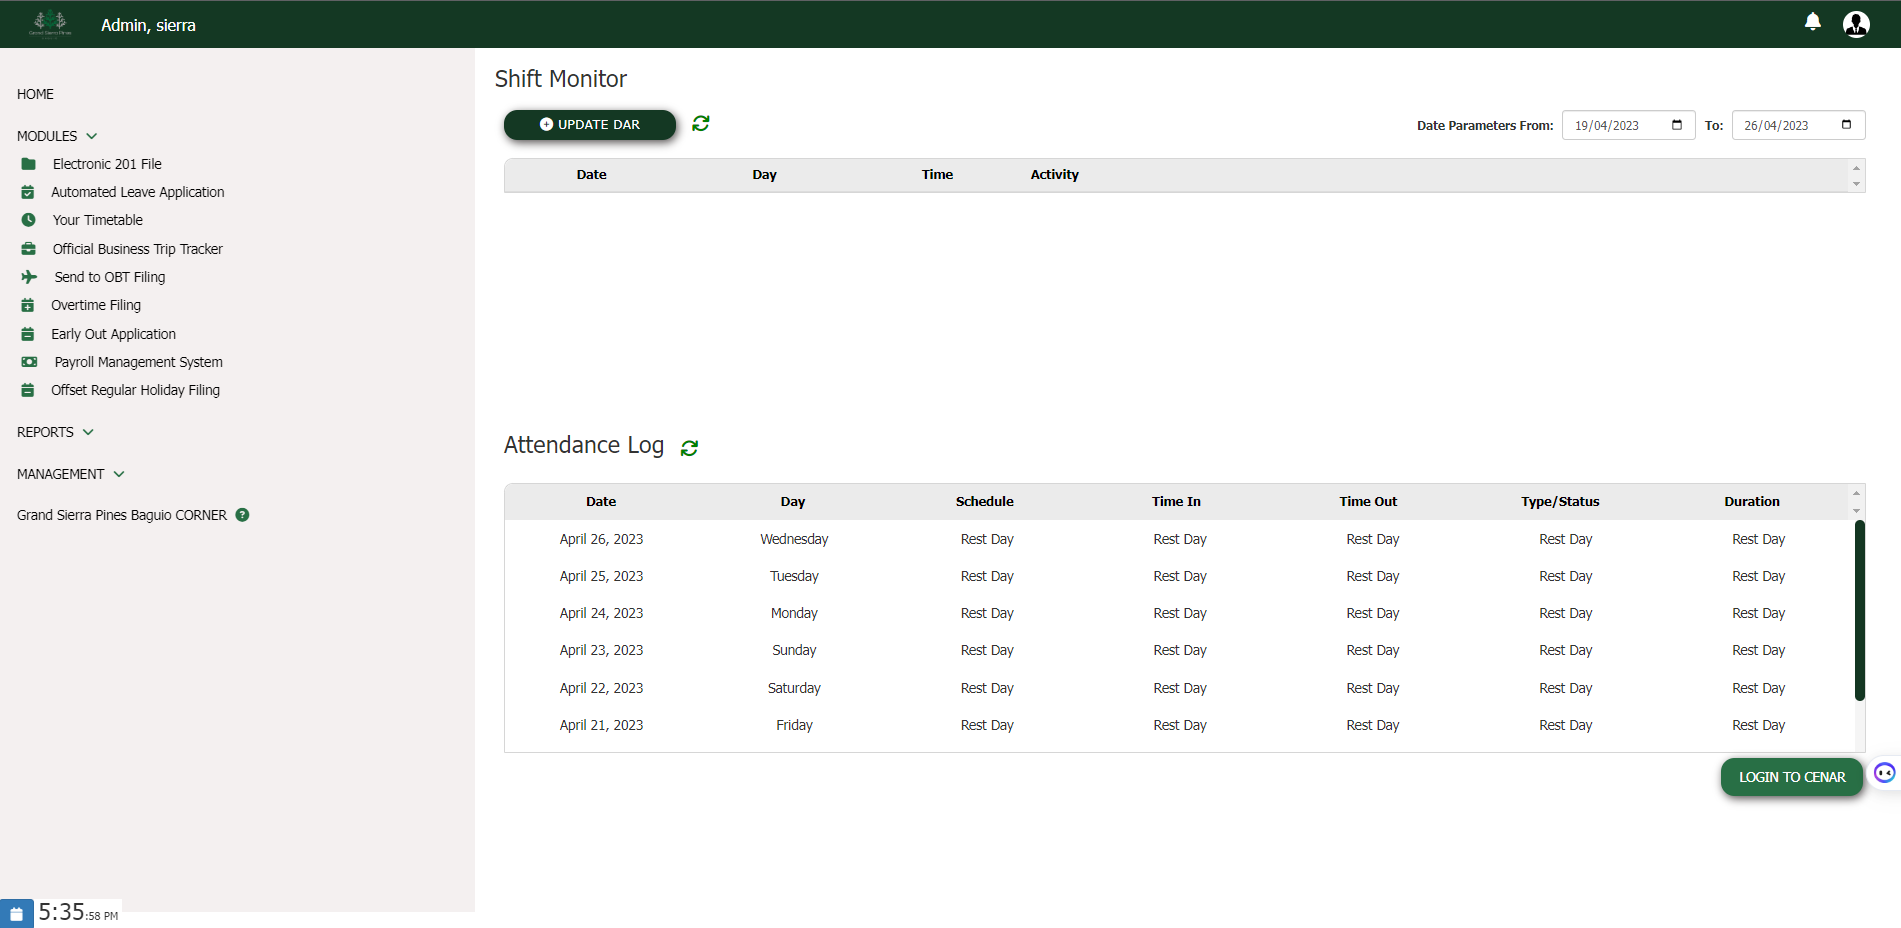 Grand Sierra Pines
Admin, sierra
HOME
MODULES
Electronic 201 File
Automated Leave Application
Your Timetable
Official Business Trip Tracker
Send to OBT Filing
Overtime Filing
Early Out Application
Payroll Management System
Offset Regular Holiday Filing
REPORTS
MANAGEMENT
Grand Sierra Pines Baguio CORNER ?
5:35:58 PM
Shift Monitor
UPDATE DAR
Date Parameters From: 19/04/2023 To: 26/04/2023
Date Day Time Activity
Attendance Log
Date Day Schedule Time In Time Out Type/Status Duration
April 26, 2023 Wednesday Rest Day Rest Day Rest Day Rest Day Rest Day
April 25, 2023 Tuesday Rest Day Rest Day Rest Day Rest Day Rest Day
April 24, 2023 Monday Rest Day Rest Day Rest Day Rest Day Rest Day
April 23, 2023 Sunday Rest Day Rest Day Rest Day Rest Day Rest Day
April 22, 2023 Saturday Rest Day Rest Day Rest Day Rest Day Rest Day
April 21, 2023 Friday Rest Day Rest Day Rest Day Rest Day Rest Day
LOGIN TO CENAR